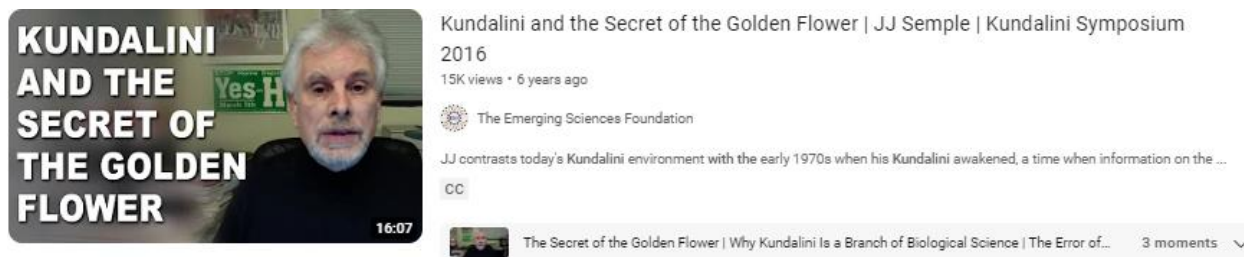 KUNDALINI
AND THE
SECRET OF
THE GOLDEN
FLOWER
Yes-H
16:07
Kundalini and the Secret of the Golden Flower | JJ Semple | Kundalini Symposium
2016
15K views • 6 years ago
The Emerging Sciences Foundation
JJ contrasts today's Kundalini environment with the early 1970s when his Kundalini awakened, a time when information on the ...
CC
The Secret of the Golden Flower | Why Kundalini Is a Branch of Biological Science | The Error of...
3 moments